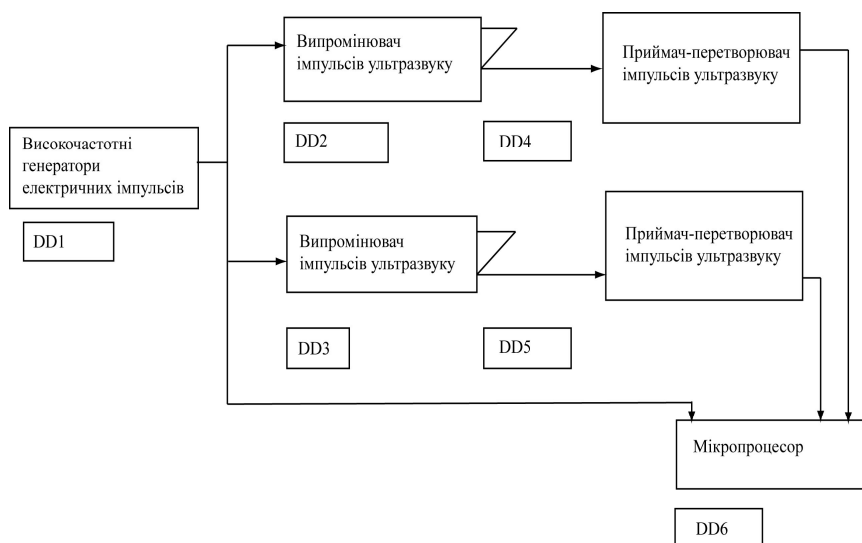 Випромінювач
імпульсів ультразвуку
Приймач-перетворювач
імпульсів ультразвуку
DD2
DD4
Високочастотні
генератори
електричних імпульсів
DD1
Випромінювач
імпульсів ультразвуку
Приймач-перетворювач
імпульсів ультразвуку
DD3
DD5
Мікропроцесор
DD6